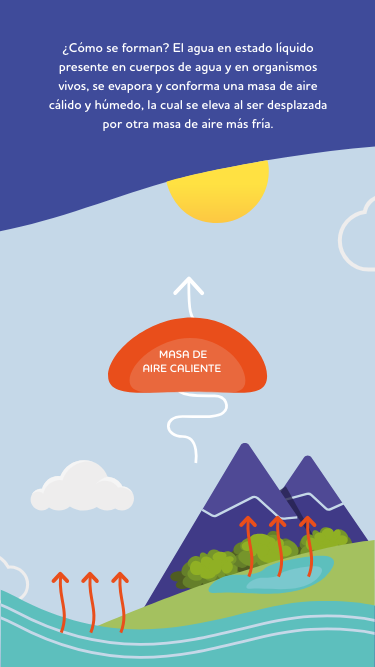 ¿Cómo se forman? El agua en estado líquido
presente en cuerpos de agua y en organismos
vivos, se evapora y conforma una masa de aire
cálido y húmedo, la cual se eleva al ser desplazada
por otra masa de aire más fría.
MASA DE
AIRE CALIENTE